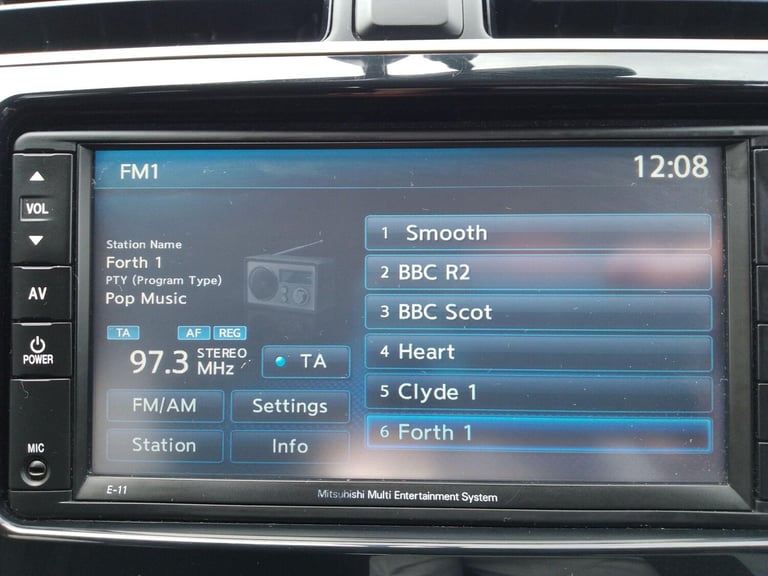 FM1
12:08
VOL
AV
POWER
MIC
Station Name
Forth 1
PTY (Program Type)
Pop Music
TA AF REG
97.3 STEREO
MHz
TA
FM/AM
Settings
Station
Info
1 Smooth
2 BBC R2
3 BBC Scot
4 Heart
5 Clyde 1
6 Forth 1
E-11
Mitsubishi Multi Entertainment System